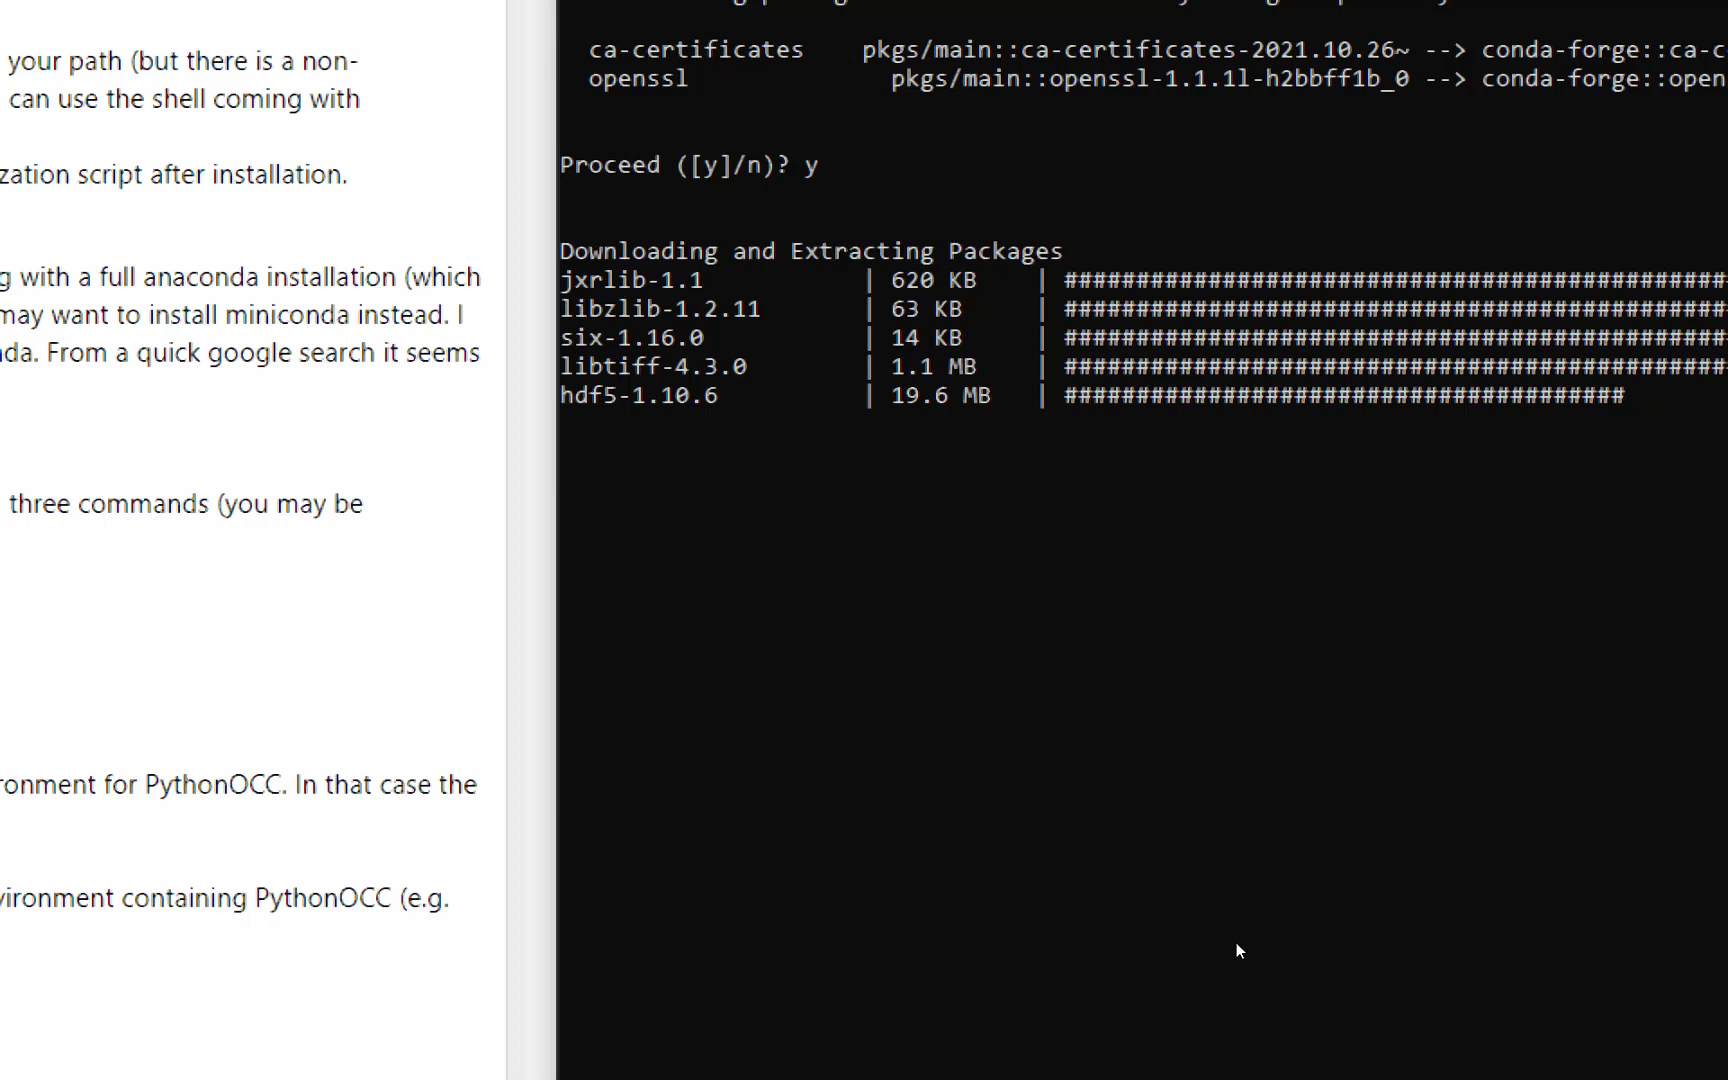 your path (but there is a non-
can use the shell coming with
zation script after installation.
g with a full anaconda installation (which
may want to install miniconda instead. I
da. From a quick google search it seems
three commands (you may be
ronment for PythonOCC. In that case the
vironment containing PythonOCC (e.g.
ca-certificates pkgs/main::ca-certificates-2021.10.26~ --> conda-forge::ca-c
openssl pkgs/main::openssl-1.1.1l-h2bbff1b_0 --> conda-forge::open
Proceed ([y]/n)? y
Downloading and Extracting Packages
jxrlib-1.1 | 620 KB | ##############################################
libzlib-1.2.11 | 63 KB | ##############################################
six-1.16.0 | 14 KB | ##############################################
libtiff-4.3.0 | 1.1 MB | ##############################################
hdf5-1.10.6 | 19.6 MB | #######################################